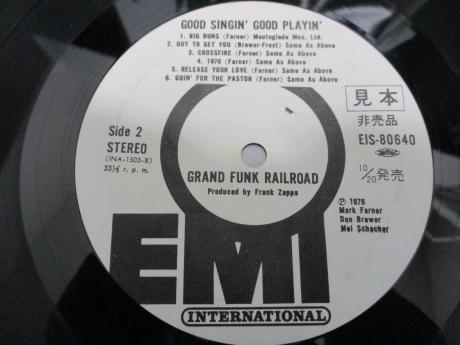 GOOD SINGIN' GOOD PLAYIN'
1. BIG BUNS (Farner) Mantoglade Mus. Ltd.
2. OUT TO GET YOU (Brewer-Frost) Same As Above
3. CROSSFIRE (Farner) Same As Above
4. 1976 (Farner) Same As Above
5. RELEASE YOUR LOVE (Farner) Same As Above
6. GOIN' FOR THE PASTOR (Farner) Same As Above
見本
非売品
Side 2
STEREO
(INA-1503-B)
33⅓ r. p. m.
EIS-80640
10/20発売
GRAND FUNK RAILROAD
Produced by Frank Zappa
Ⓟ 1976
Mark Farner
Don Brewer
Mel Schacher
EMI
INTERNATIONAL